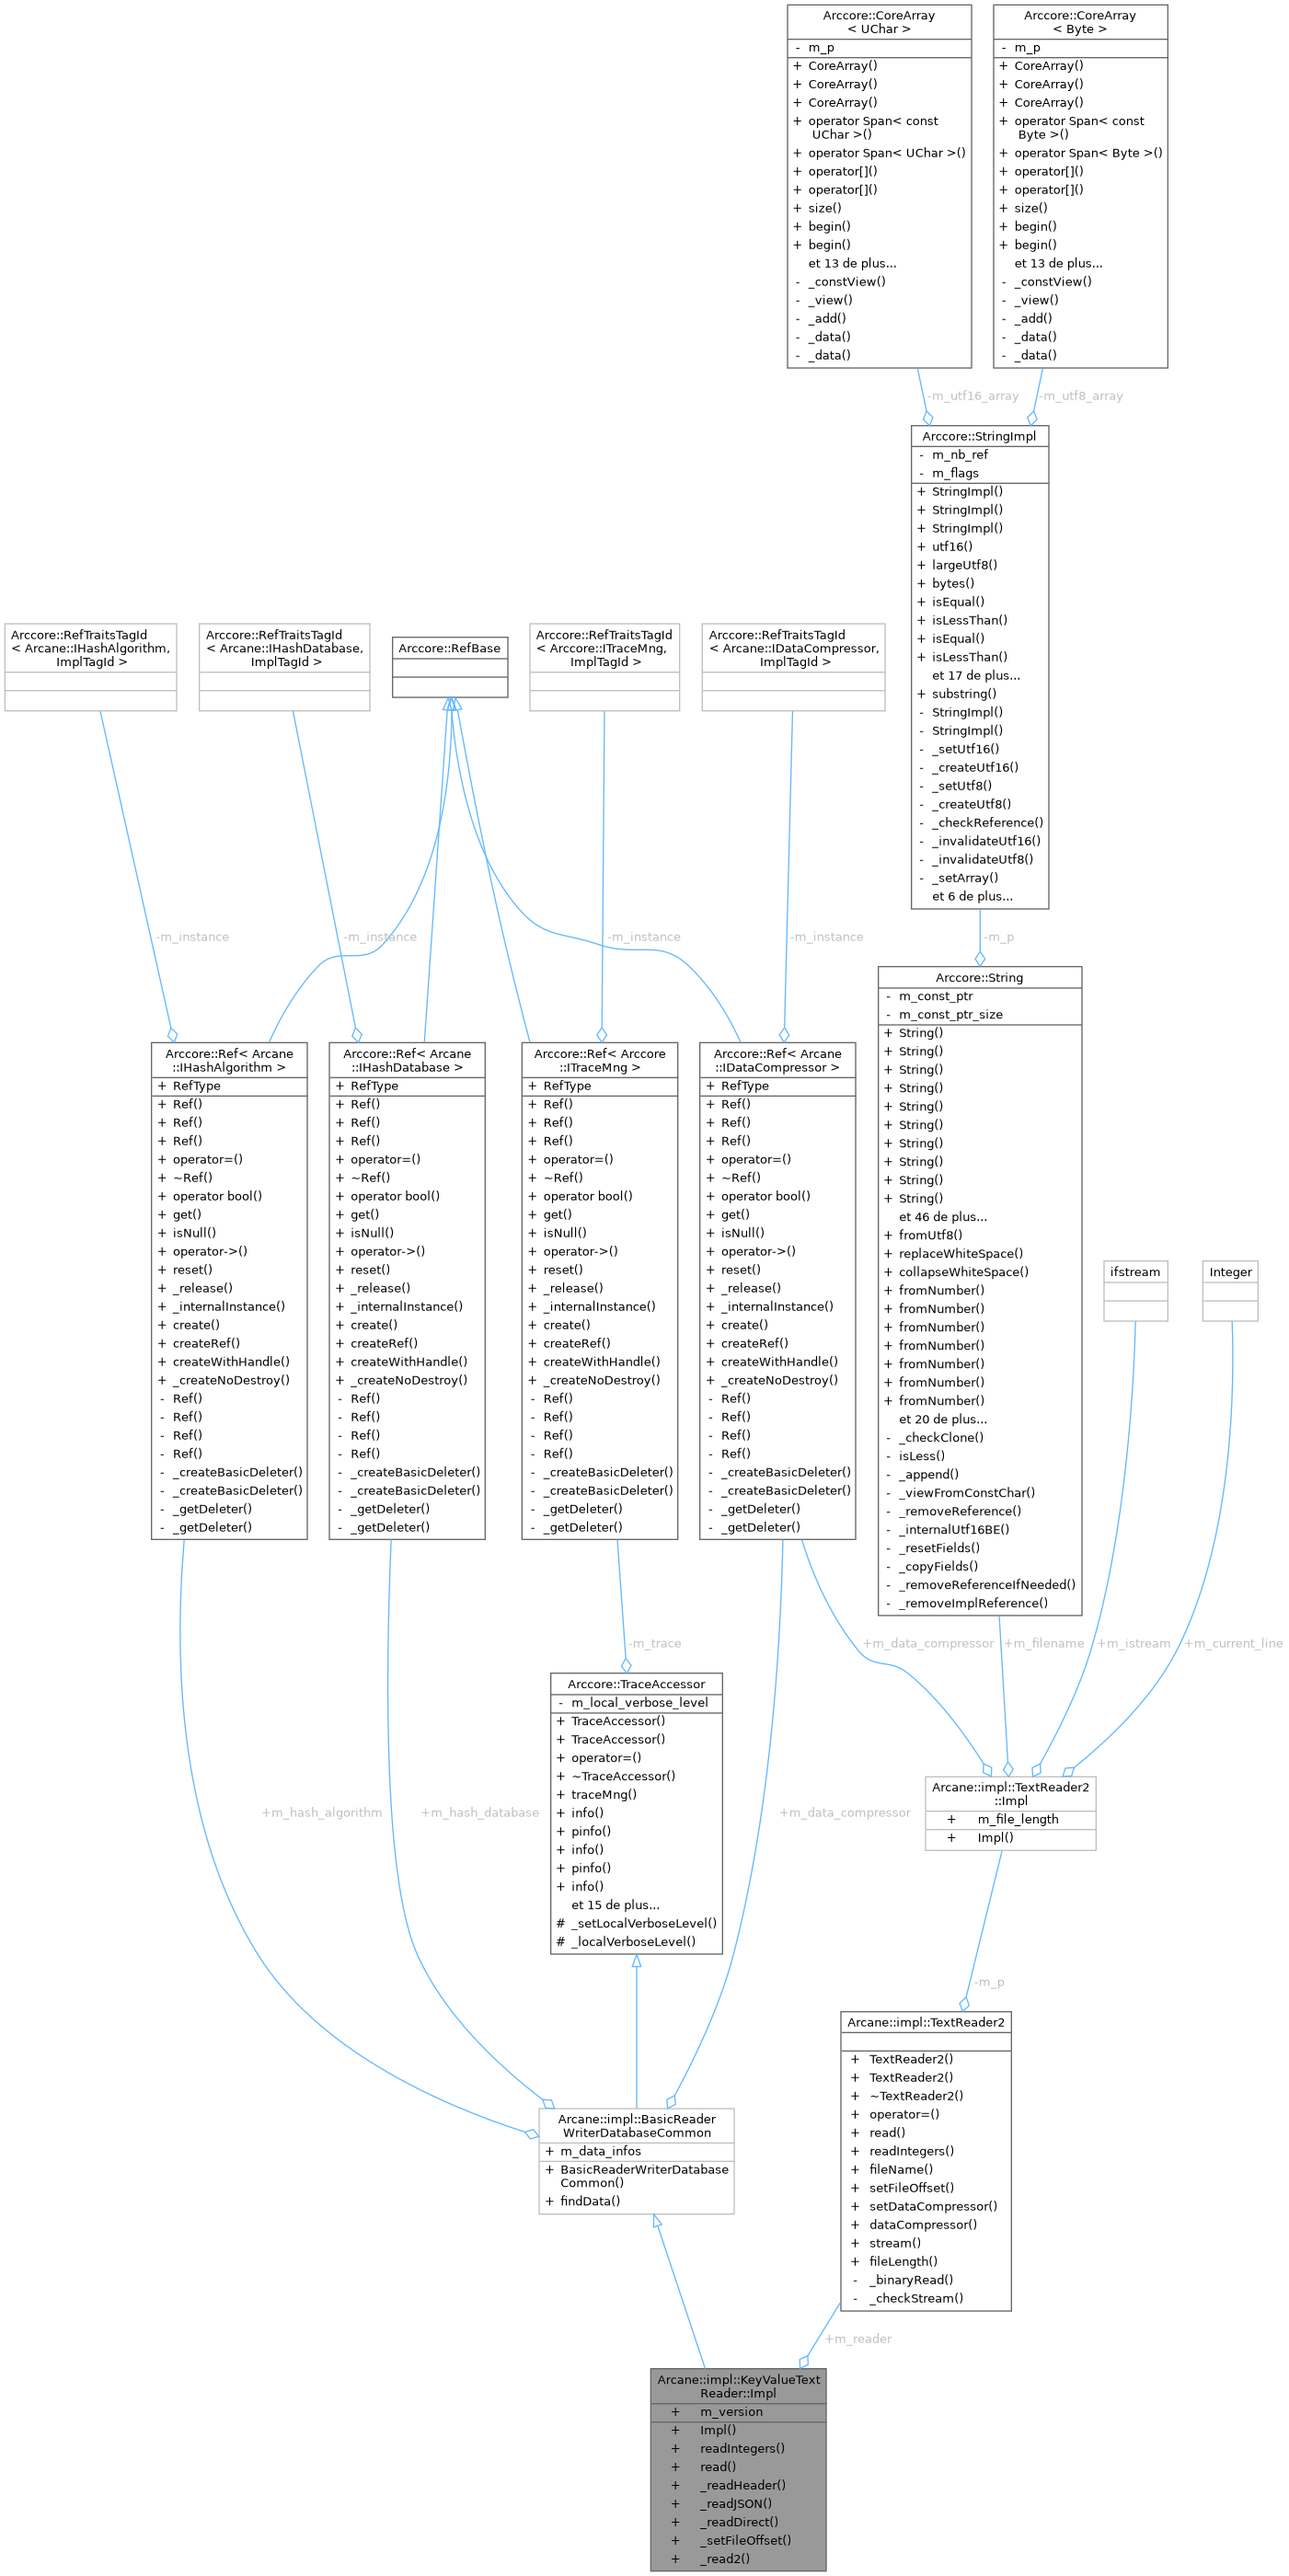 Arccore::CoreArray
< UChar >
- m_p
+ CoreArray()
+ CoreArray()
+ CoreArray()
+ operator Span< const
UChar >()
+ operator Span< UChar >()
+ operator[]()
+ operator[]()
+ size()
+ begin()
+ begin()
et 13 de plus...
- _constView()
- _view()
- _add()
- _data()
- _data()
Arccore::CoreArray
< Byte >
- m_p
+ CoreArray()
+ CoreArray()
+ CoreArray()
+ operator Span< const
Byte >()
+ operator Span< Byte >()
+ operator[]()
+ operator[]()
+ size()
+ begin()
+ begin()
et 13 de plus...
- _constView()
- _view()
- _add()
- _data()
- _data()
-m_utf16_array
-m_utf8_array
Arccore::StringImpl
- m_nb_ref
- m_flags
+ StringImpl()
+ StringImpl()
+ StringImpl()
+ utf16()
+ largeUtf8()
+ bytes()
+ isEqual()
+ isLessThan()
+ isEqual()
+ isLessThan()
et 17 de plus...
+ substring()
- StringImpl()
- StringImpl()
- _setUtf16()
- _createUtf16()
- _setUtf8()
- _createUtf8()
- _checkReference()
- _invalidateUtf16()
- _invalidateUtf8()
- _setArray()
et 6 de plus...
Arccore::RefTraitsTagId
< Arcane::IHashAlgorithm,
ImplTagId >
Arccore::RefTraitsTagId
< Arcane::IHashDatabase,
ImplTagId >
Arccore::RefBase
Arccore::RefTraitsTagId
< Arccore::ITraceMng,
ImplTagId >
Arccore::RefTraitsTagId
< Arcane::IDataCompressor,
ImplTagId >
-m_instance
-m_instance
-m_instance
-m_instance
-m_p
Arccore::Ref< Arcane
::IHashAlgorithm >
+ RefType
+ Ref()
+ Ref()
+ Ref()
+ operator=()
+ ~Ref()
+ operator bool()
+ get()
+ isNull()
+ operator->()
+ reset()
+ _release()
+ _internalInstance()
+ create()
+ createRef()
+ createWithHandle()
+ _createNoDestroy()
- Ref()
- Ref()
- Ref()
- Ref()
- _createBasicDeleter()
- _createBasicDeleter()
- _getDeleter()
- _getDeleter()
Arccore::Ref< Arcane
::IHashDatabase >
+ RefType
+ Ref()
+ Ref()
+ Ref()
+ operator=()
+ ~Ref()
+ operator bool()
+ get()
+ isNull()
+ operator->()
+ reset()
+ _release()
+ _internalInstance()
+ create()
+ createRef()
+ createWithHandle()
+ _createNoDestroy()
- Ref()
- Ref()
- Ref()
- Ref()
- _createBasicDeleter()
- _createBasicDeleter()
- _getDeleter()
- _getDeleter()
Arccore::Ref< Arccore
::ITraceMng >
+ RefType
+ Ref()
+ Ref()
+ Ref()
+ operator=()
+ ~Ref()
+ operator bool()
+ get()
+ isNull()
+ operator->()
+ reset()
+ _release()
+ _internalInstance()
+ create()
+ createRef()
+ createWithHandle()
+ _createNoDestroy()
- Ref()
- Ref()
- Ref()
- Ref()
- _createBasicDeleter()
- _createBasicDeleter()
- _getDeleter()
- _getDeleter()
Arccore::Ref< Arcane
::IDataCompressor >
+ RefType
+ Ref()
+ Ref()
+ Ref()
+ operator=()
+ ~Ref()
+ operator bool()
+ get()
+ isNull()
+ operator->()
+ reset()
+ _release()
+ _internalInstance()
+ create()
+ createRef()
+ createWithHandle()
+ _createNoDestroy()
- Ref()
- Ref()
- Ref()
- Ref()
- _createBasicDeleter()
- _createBasicDeleter()
- _getDeleter()
- _getDeleter()
Arccore::String
- m_const_ptr
- m_const_ptr_size
+ String()
+ String()
+ String()
+ String()
+ String()
+ String()
+ String()
+ String()
+ String()
+ String()
et 46 de plus...
+ fromUtf8()
+ replaceWhiteSpace()
+ collapseWhiteSpace()
+ fromNumber()
+ fromNumber()
+ fromNumber()
+ fromNumber()
+ fromNumber()
+ fromNumber()
+ fromNumber()
et 20 de plus...
- _checkClone()
- isLess()
- _append()
- _viewFromConstChar()
- _removeReference()
- _internalUtf16BE()
- _resetFields()
- _copyFields()
- _removeReferenceIfNeeded()
- _removeImplReference()
ifstream
Integer
-m_trace
+m_data_compressor
+m_filename
+m_istream
+m_current_line
Arccore::TraceAccessor
- m_local_verbose_level
+ TraceAccessor()
+ TraceAccessor()
+ operator=()
+ ~TraceAccessor()
+ traceMng()
+ info()
+ pinfo()
+ info()
+ pinfo()
+ info()
et 15 de plus...
# _setLocalVerboseLevel()
# _localVerboseLevel()
Arcane::impl::TextReader2
::Impl
+ m_file_length
+ Impl()
+m_hash_algorithm
+m_hash_database
+m_data_compressor
-m_p
Arcane::impl::TextReader2
+ TextReader2()
+ TextReader2()
+ ~TextReader2()
+ operator=()
+ read()
+ readIntegers()
+ fileName()
+ setFileOffset()
+ setDataCompressor()
+ dataCompressor()
+ stream()
+ fileLength()
- _binaryRead()
- _checkStream()
Arcane::impl::BasicReader
WriterDatabaseCommon
+ m_data_infos
+ BasicReaderWriterDatabase
Common()
+ findData()
+m_reader
Arcane::impl::KeyValueText
Reader::Impl
+ m_version
+ Impl()
+ readIntegers()
+ read()
+ _readHeader()
+ _readJSON()
+ _readDirect()
+ _setFileOffset()
+ _read2()